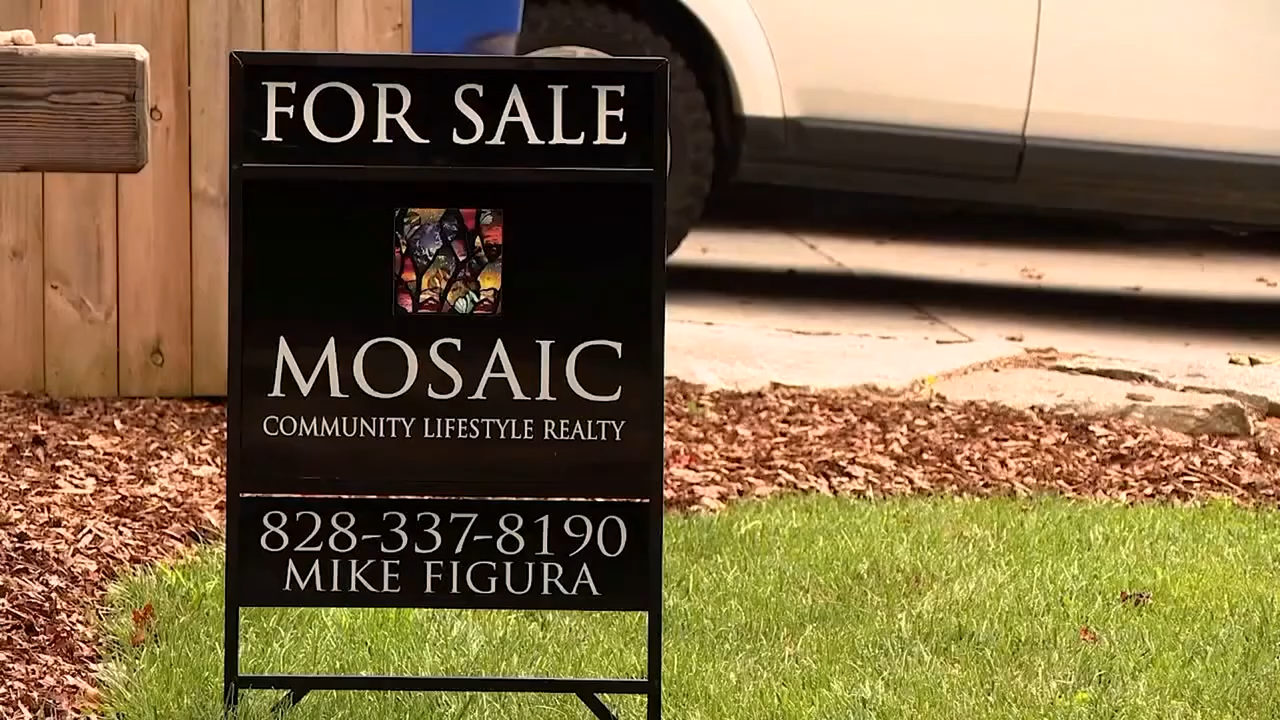 FOR SALE
MOSAIC
COMMUNITY LIFESTYLE REALTY
828-337-8190
MIKE FIGURA